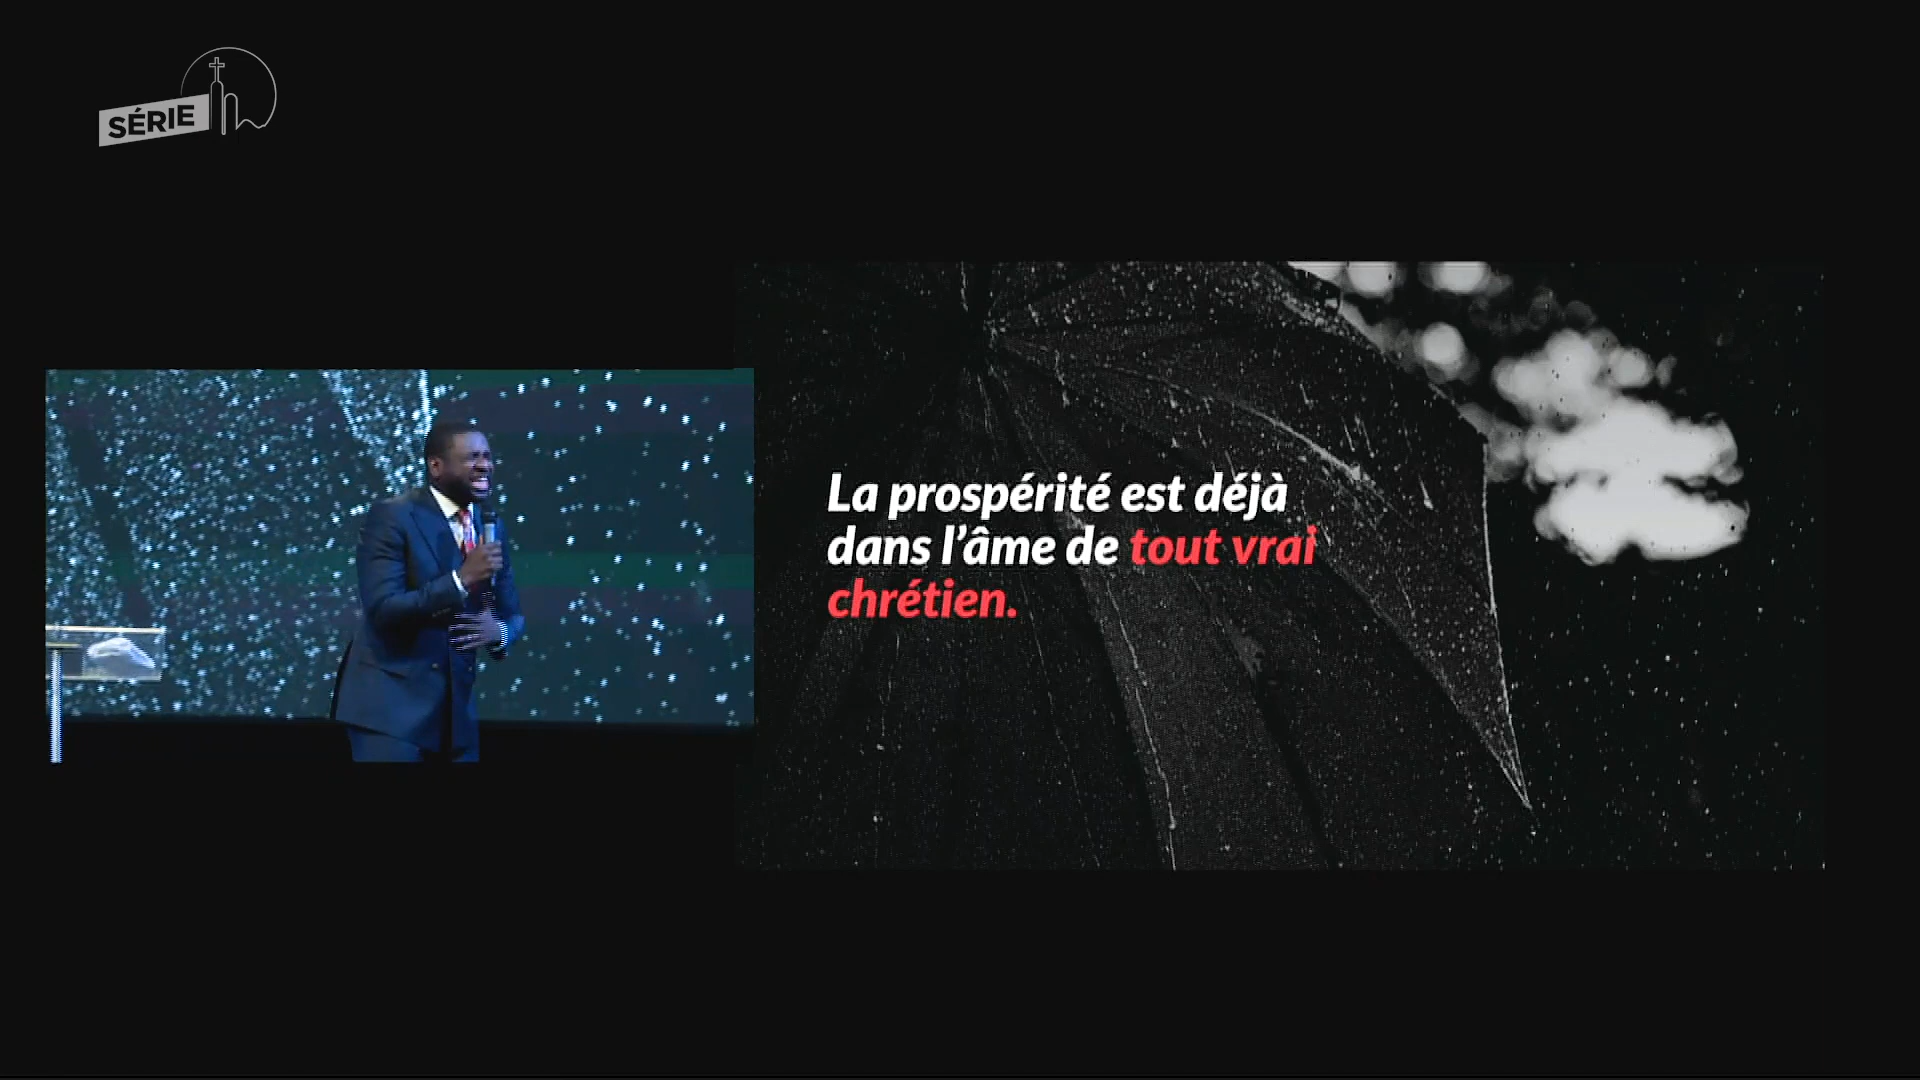 SÉRIE
La prospérité est déjà
dans l'âme de tout vrai
chrétien.